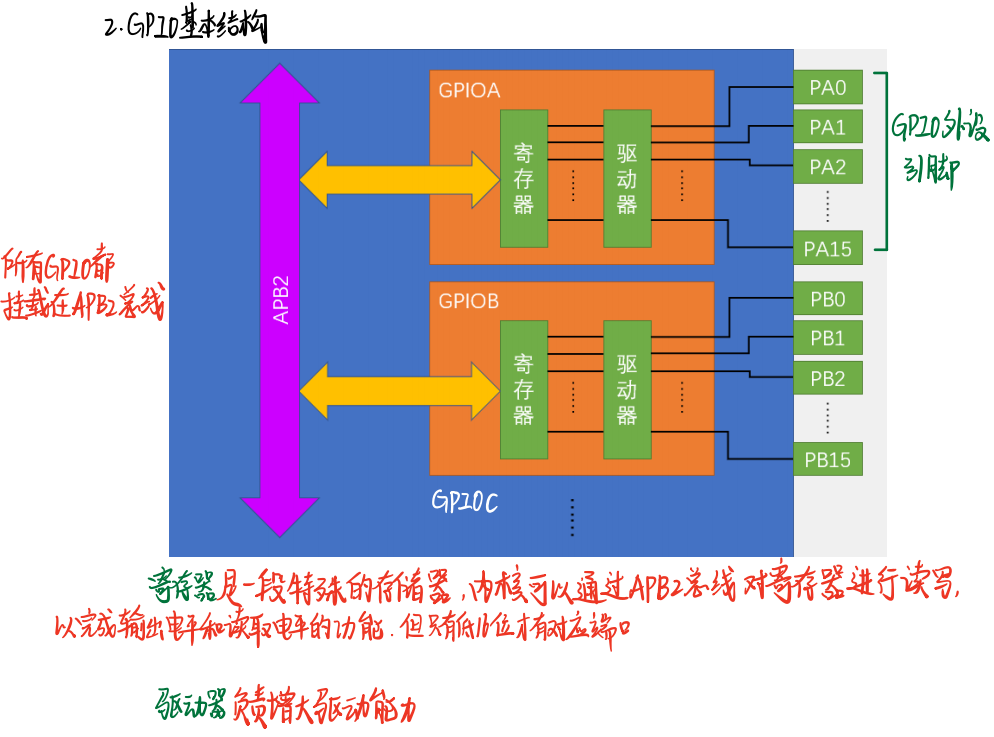 2.GPIO基本结构
GPIOA
寄存器
驱动器
PA0
PA1
PA2
PA15
GPIO外设
引脚
所有GPIO都
挂载在APB2总线
APB2
GPIOB
寄存器
驱动器
PB0
PB1
PB2
PB15
GPIOC
寄存器是一段特殊的存储器,内核可以通过APB2总线对寄存器进行读写,
以完成输出电平和读取电平的功能.但只有低16位才有对应端口
驱动器负责增大驱动能力